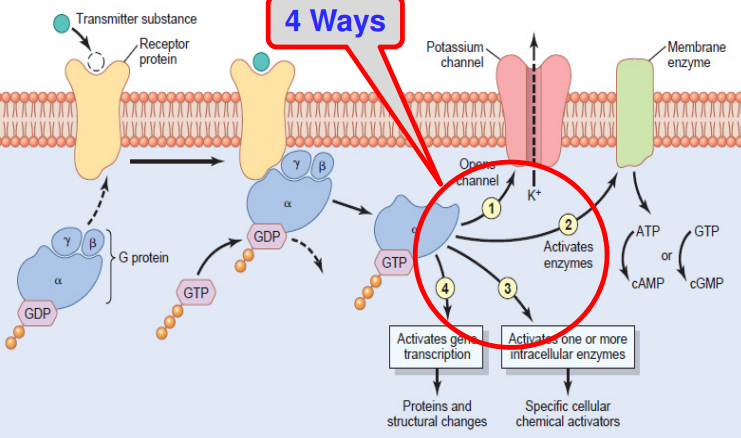 4 Ways
Transmitter substance
Receptor
protein
Potassium
channel
Membrane
enzyme
γ
β
α
Opens
channel
K+
1
2
Activates
enzymes
ATP
GTP
or
cAMP
cGMP
γ
β
α
G protein
GDP
GDP
GTP
α
GTP
4
3
Activates gene
transcription
Activates one or more
intracellular enzymes
Proteins and
structural changes
Specific cellular
chemical activators